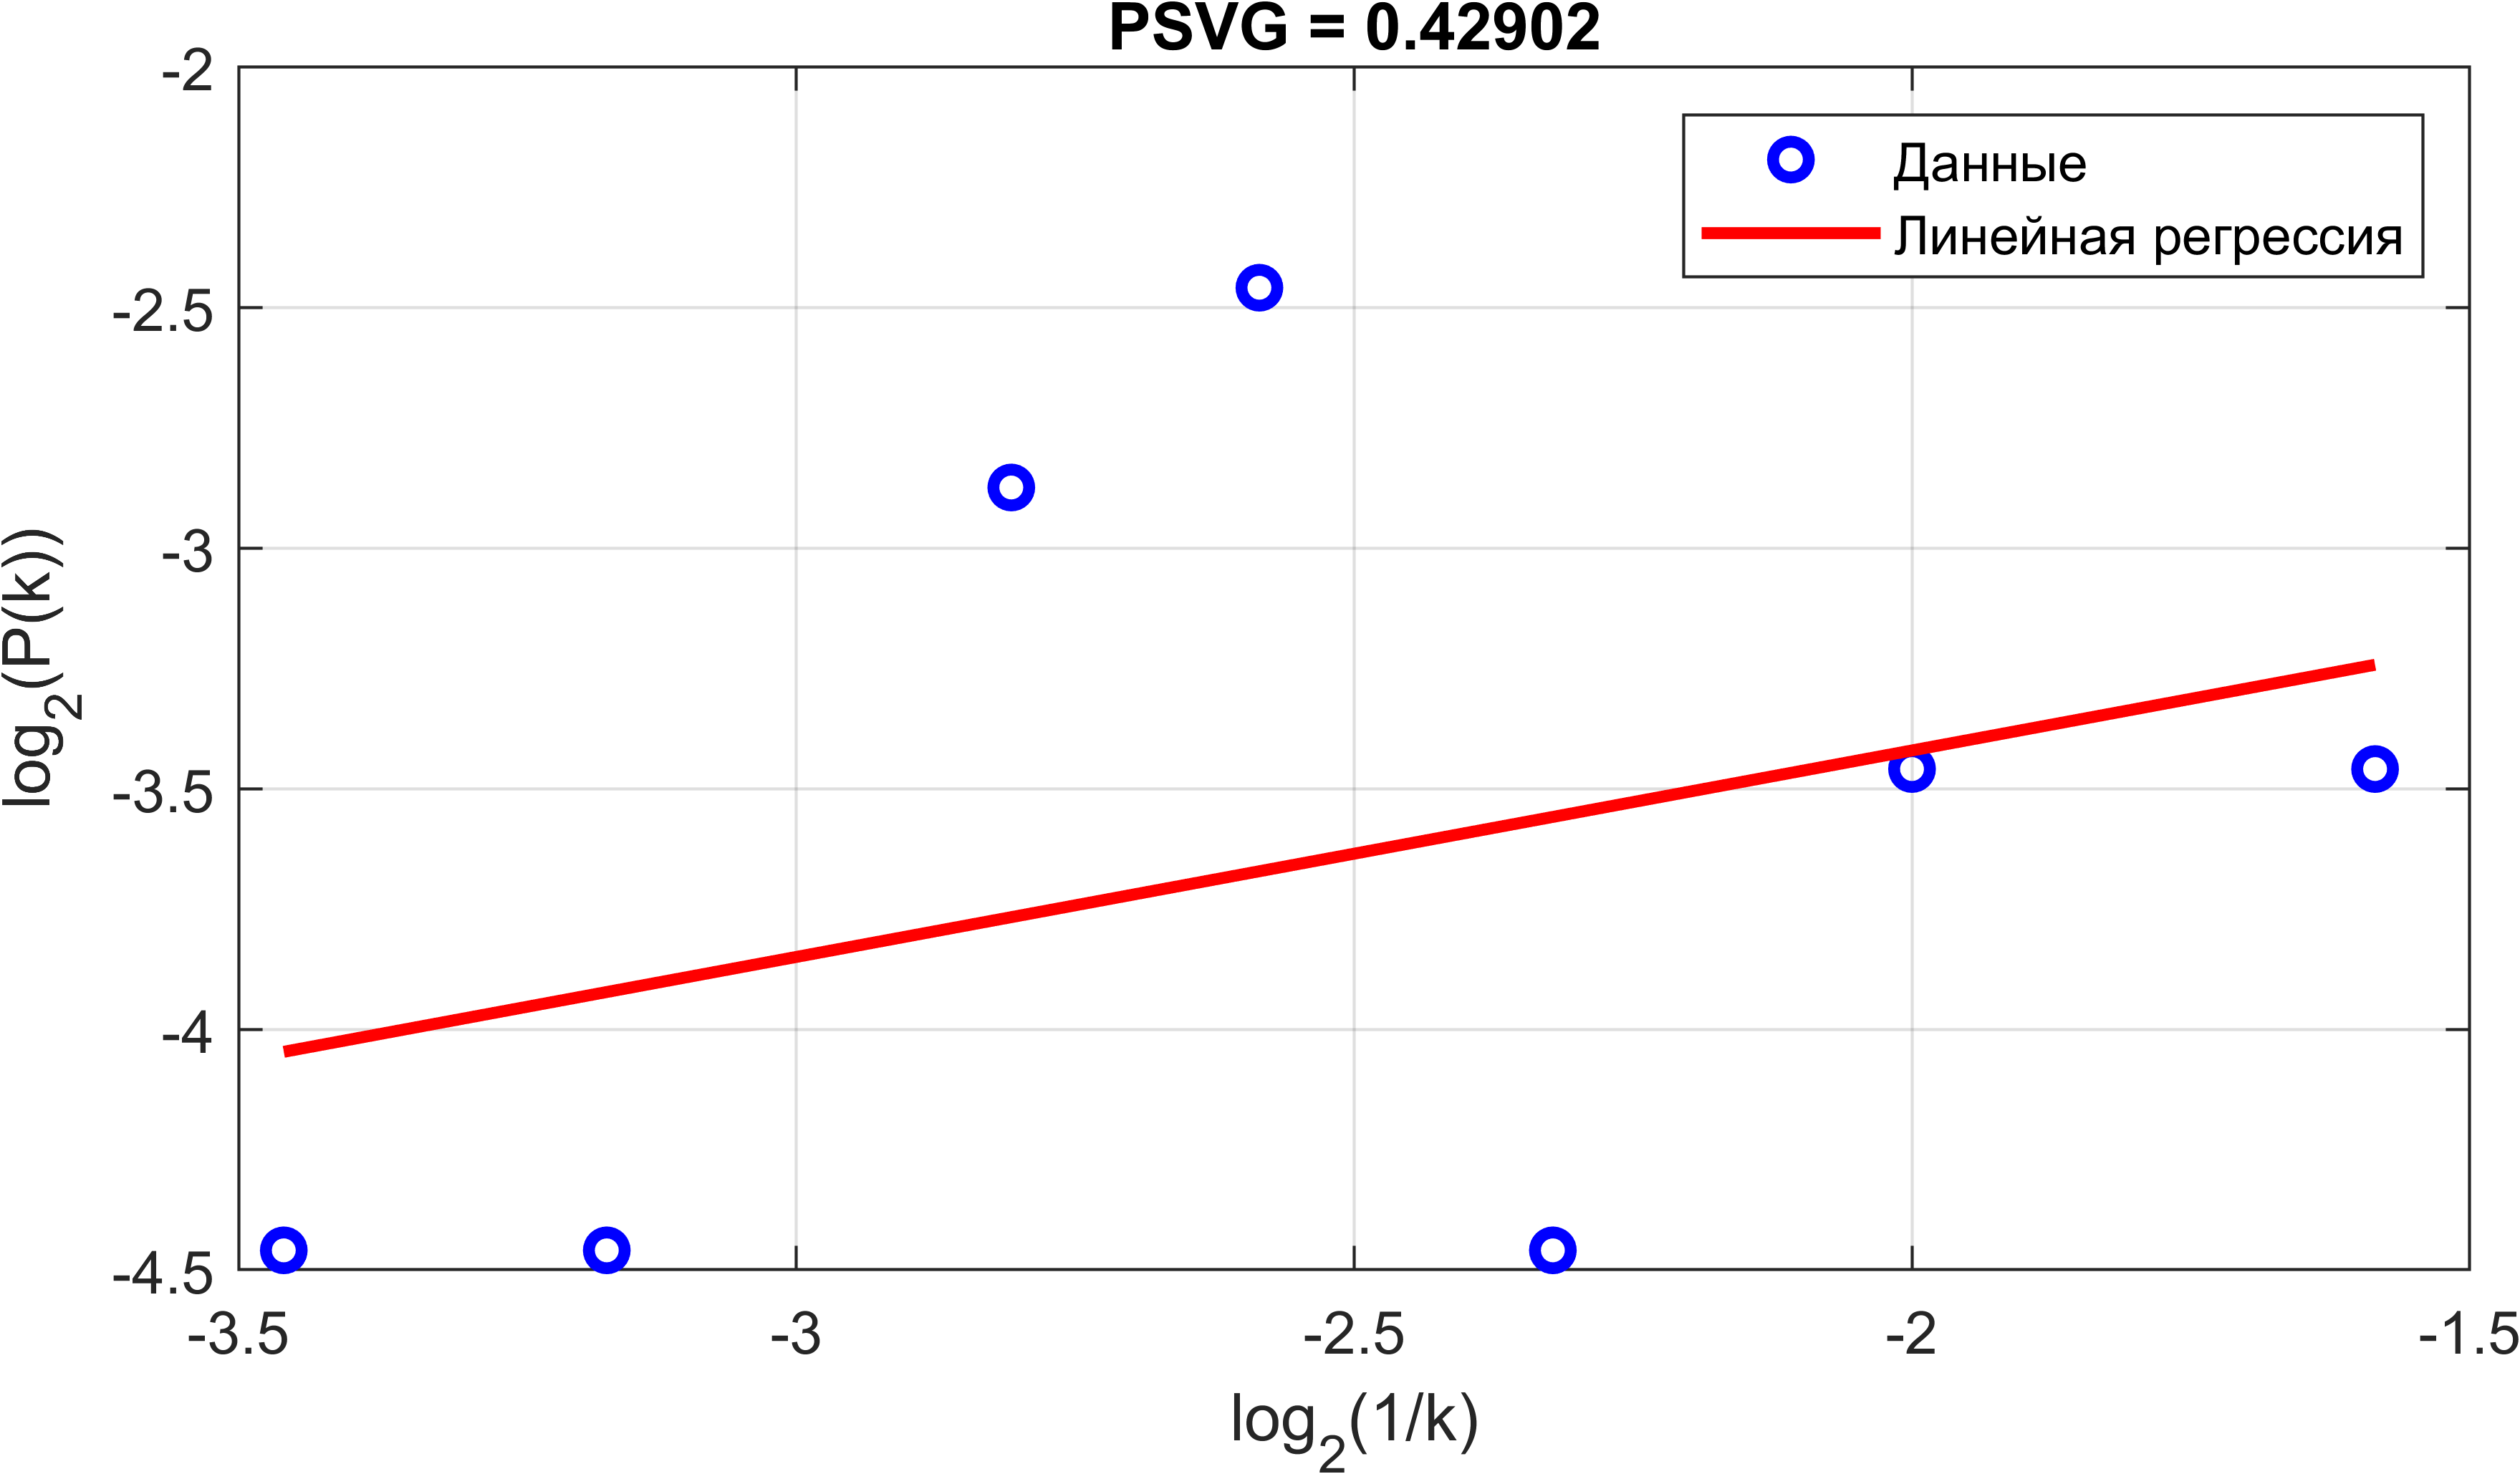 PSVG = 0.42902
Данные
Линейная регрессия
-2
-2.5
-3
-3.5
-4
-4.5
log2(P(k))
-3.5 -3 -2.5 -2 -1.5
log2(1/k)